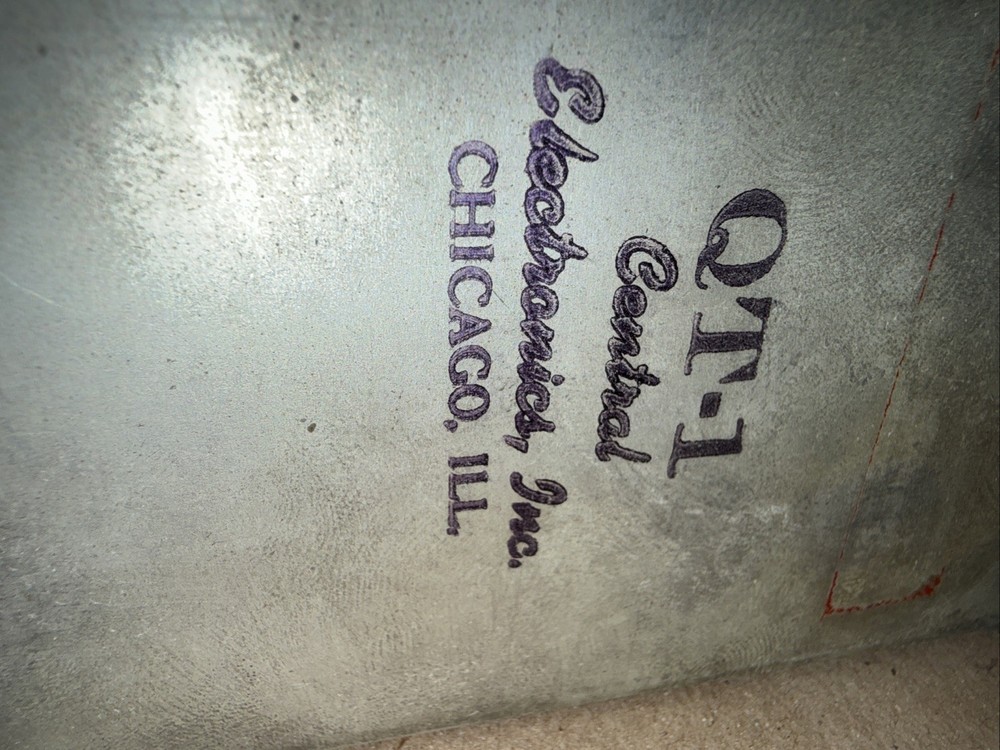 QT-1
Central
Electronics, Inc.
CHICAGO, ILL.